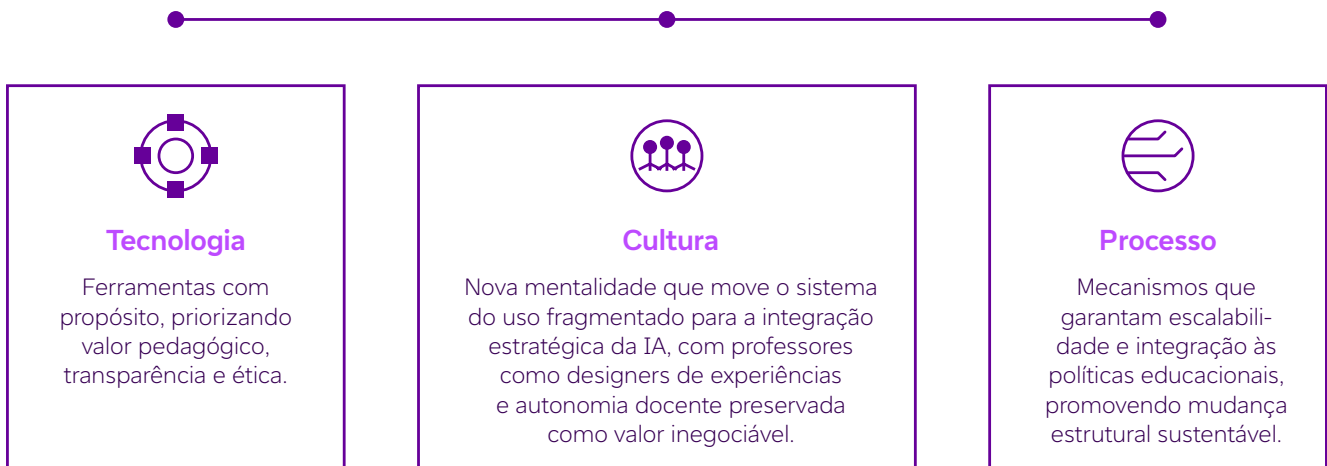 Tecnologia
Ferramentas com
propósito, priorizando
valor pedagógico,
transparência e ética.
Cultura
Nova mentalidade que move o sistema
do uso fragmentado para a integração
estratégica da IA, com professores
como designers de experiências
e autonomia docente preservada
como valor inegociável.
Processo
Mecanismos que
garantam escalabili-
dade e integração às
políticas educacionais,
promovendo mudança
estrutural sustentável.